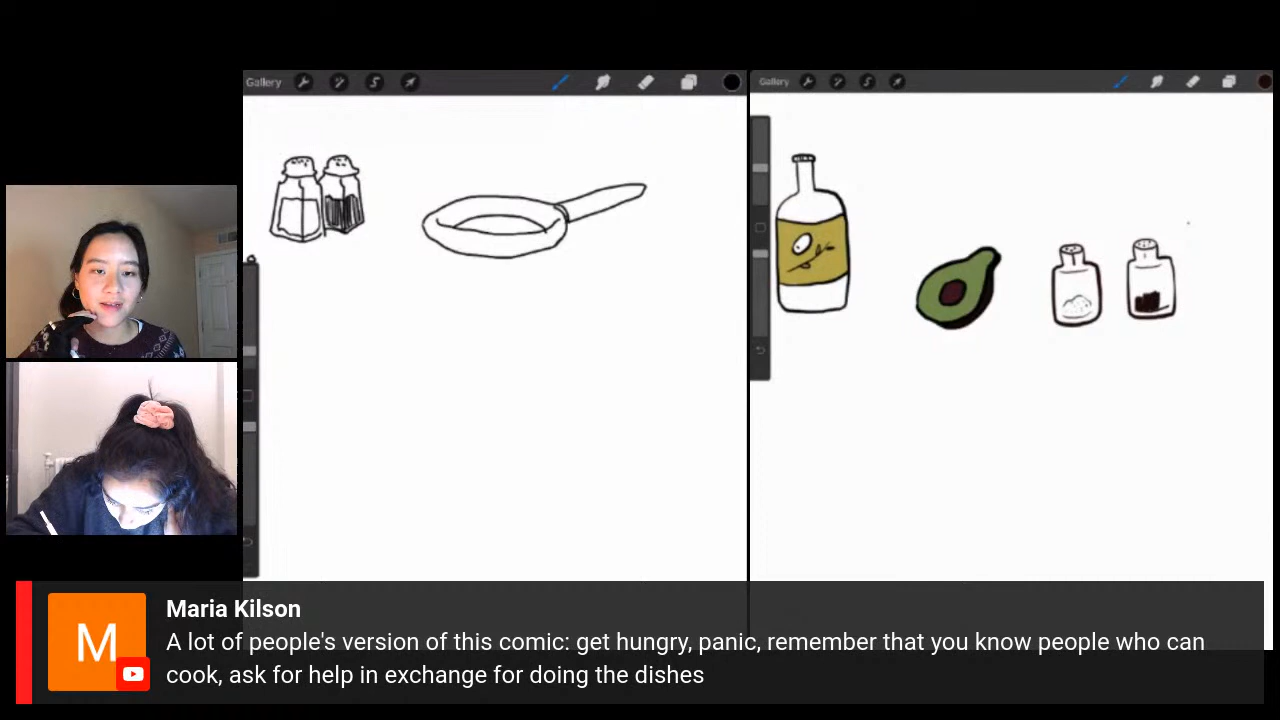 Gallery
Gallery
M
Maria Kilson
A lot of people's version of this comic: get hungry, panic, remember that you know people who can
cook, ask for help in exchange for doing the dishes